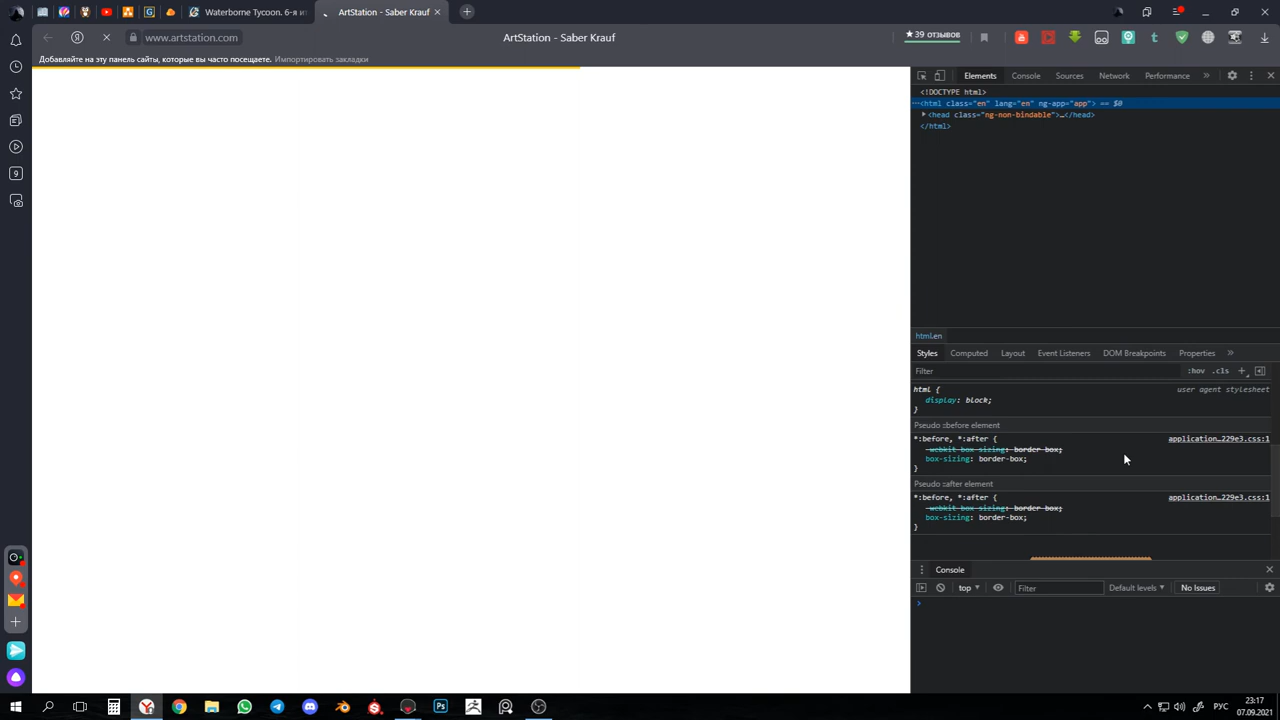 Waterborne Tycoon. 6-я ит
ArtStation - Saber Krauf
www.artstation.com
ArtStation - Saber Krauf
★39 отзывов
Добавляйте на эту панель сайты, которые вы часто посещаете. Импортировать закладки
Elements Console Sources Network Performance »
<!DOCTYPE html>
…<html class="en" lang="en" ng-app="app"> == $0
▶<head class="ng-non-bindable">…</head>
</html>
html.en
Styles Computed Layout Event Listeners DOM Breakpoints Properties »
Filter :hov .cls +
html { user agent stylesheet
display: block;
}
Pseudo ::before element
*:before, *:after { application…229e3.css:1
-webkit-box-sizing: border-box;
box-sizing: border-box;
}
Pseudo ::after element
*:before, *:after { application…229e3.css:1
-webkit-box-sizing: border-box;
box-sizing: border-box;
}
Console
top ▼ Filter Default levels ▼ No Issues
>
9
РУС
23:17
07.09.2021